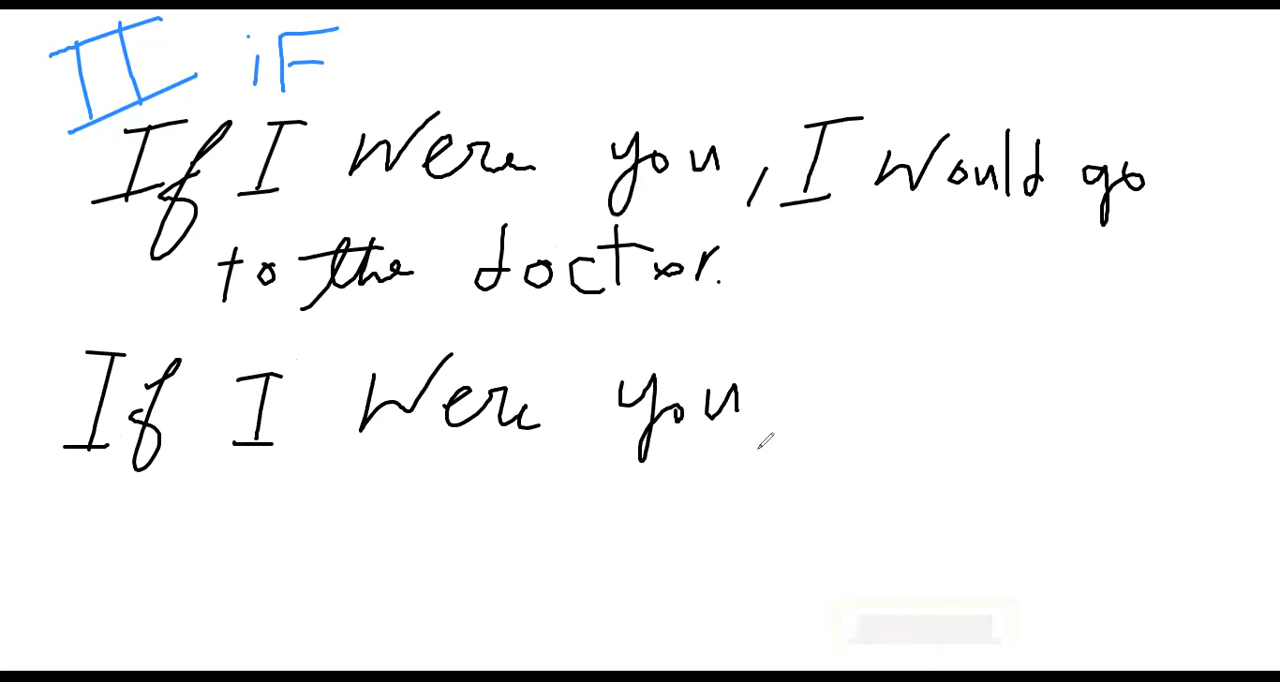 II iF
If I were you, I would go
to the doctor.
If I were you